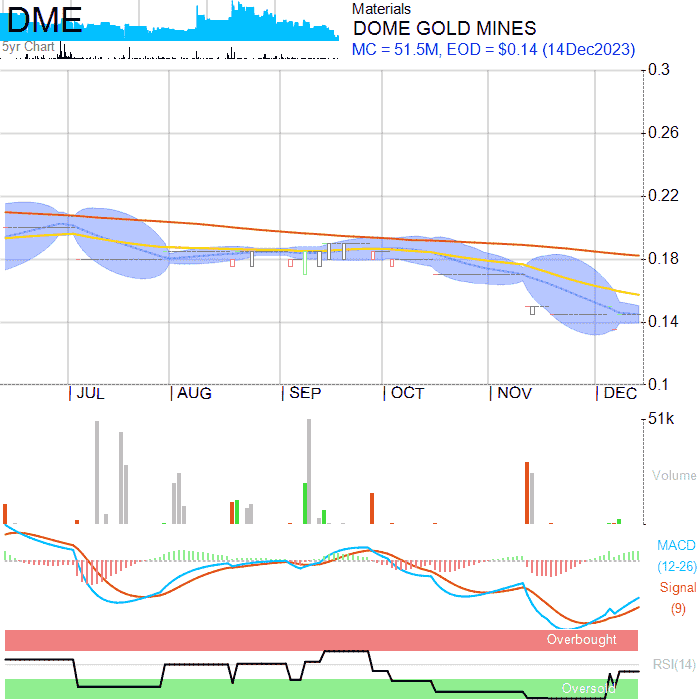 DME
5yr Chart
Materials
DOME GOLD MINES
MC = 51.5M, EOD = $0.14 (14Dec2023)
0.3
0.26
0.22
0.18
0.14
0.1
JUL AUG SEP OCT NOV DEC
51k
Volume
MACD
(12-26)
Signal
(9)
Overbought
RSI(14)
Oversold